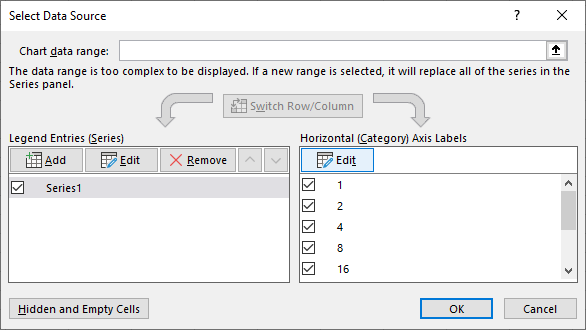 Select Data Source
? ×
Chart data range:
The data range is too complex to be displayed. If a new range is selected, it will replace all of the series in the
Series panel.
Switch Row/Column
Legend Entries (Series)
Horizontal (Category) Axis Labels
Add Edit Remove
Edit
Series1
1
2
4
8
16
Hidden and Empty Cells
OK
Cancel